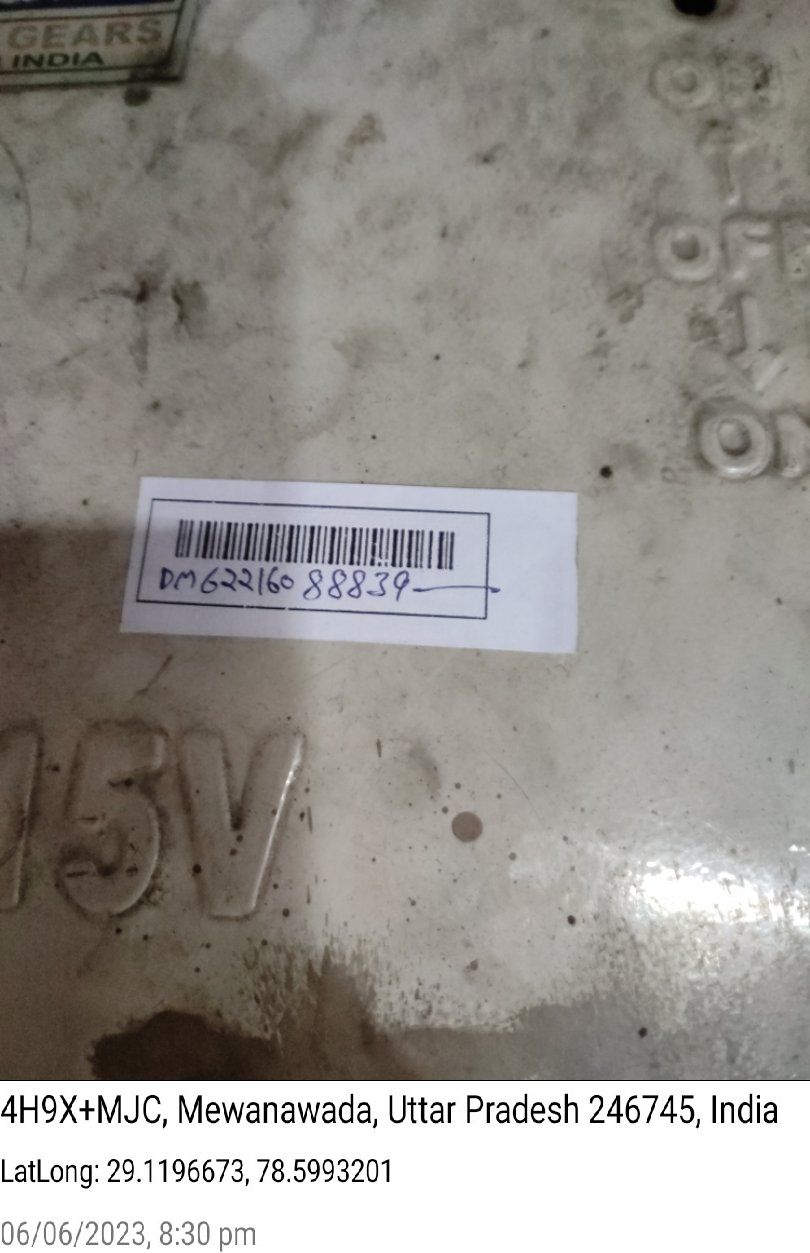 GEARS
INDIA
OFF
ON
DM62216088839
15V
4H9X+MJC, Mewanawada, Uttar Pradesh 246745, India
LatLong: 29.1196673, 78.5993201
06/06/2023, 8:30 pm